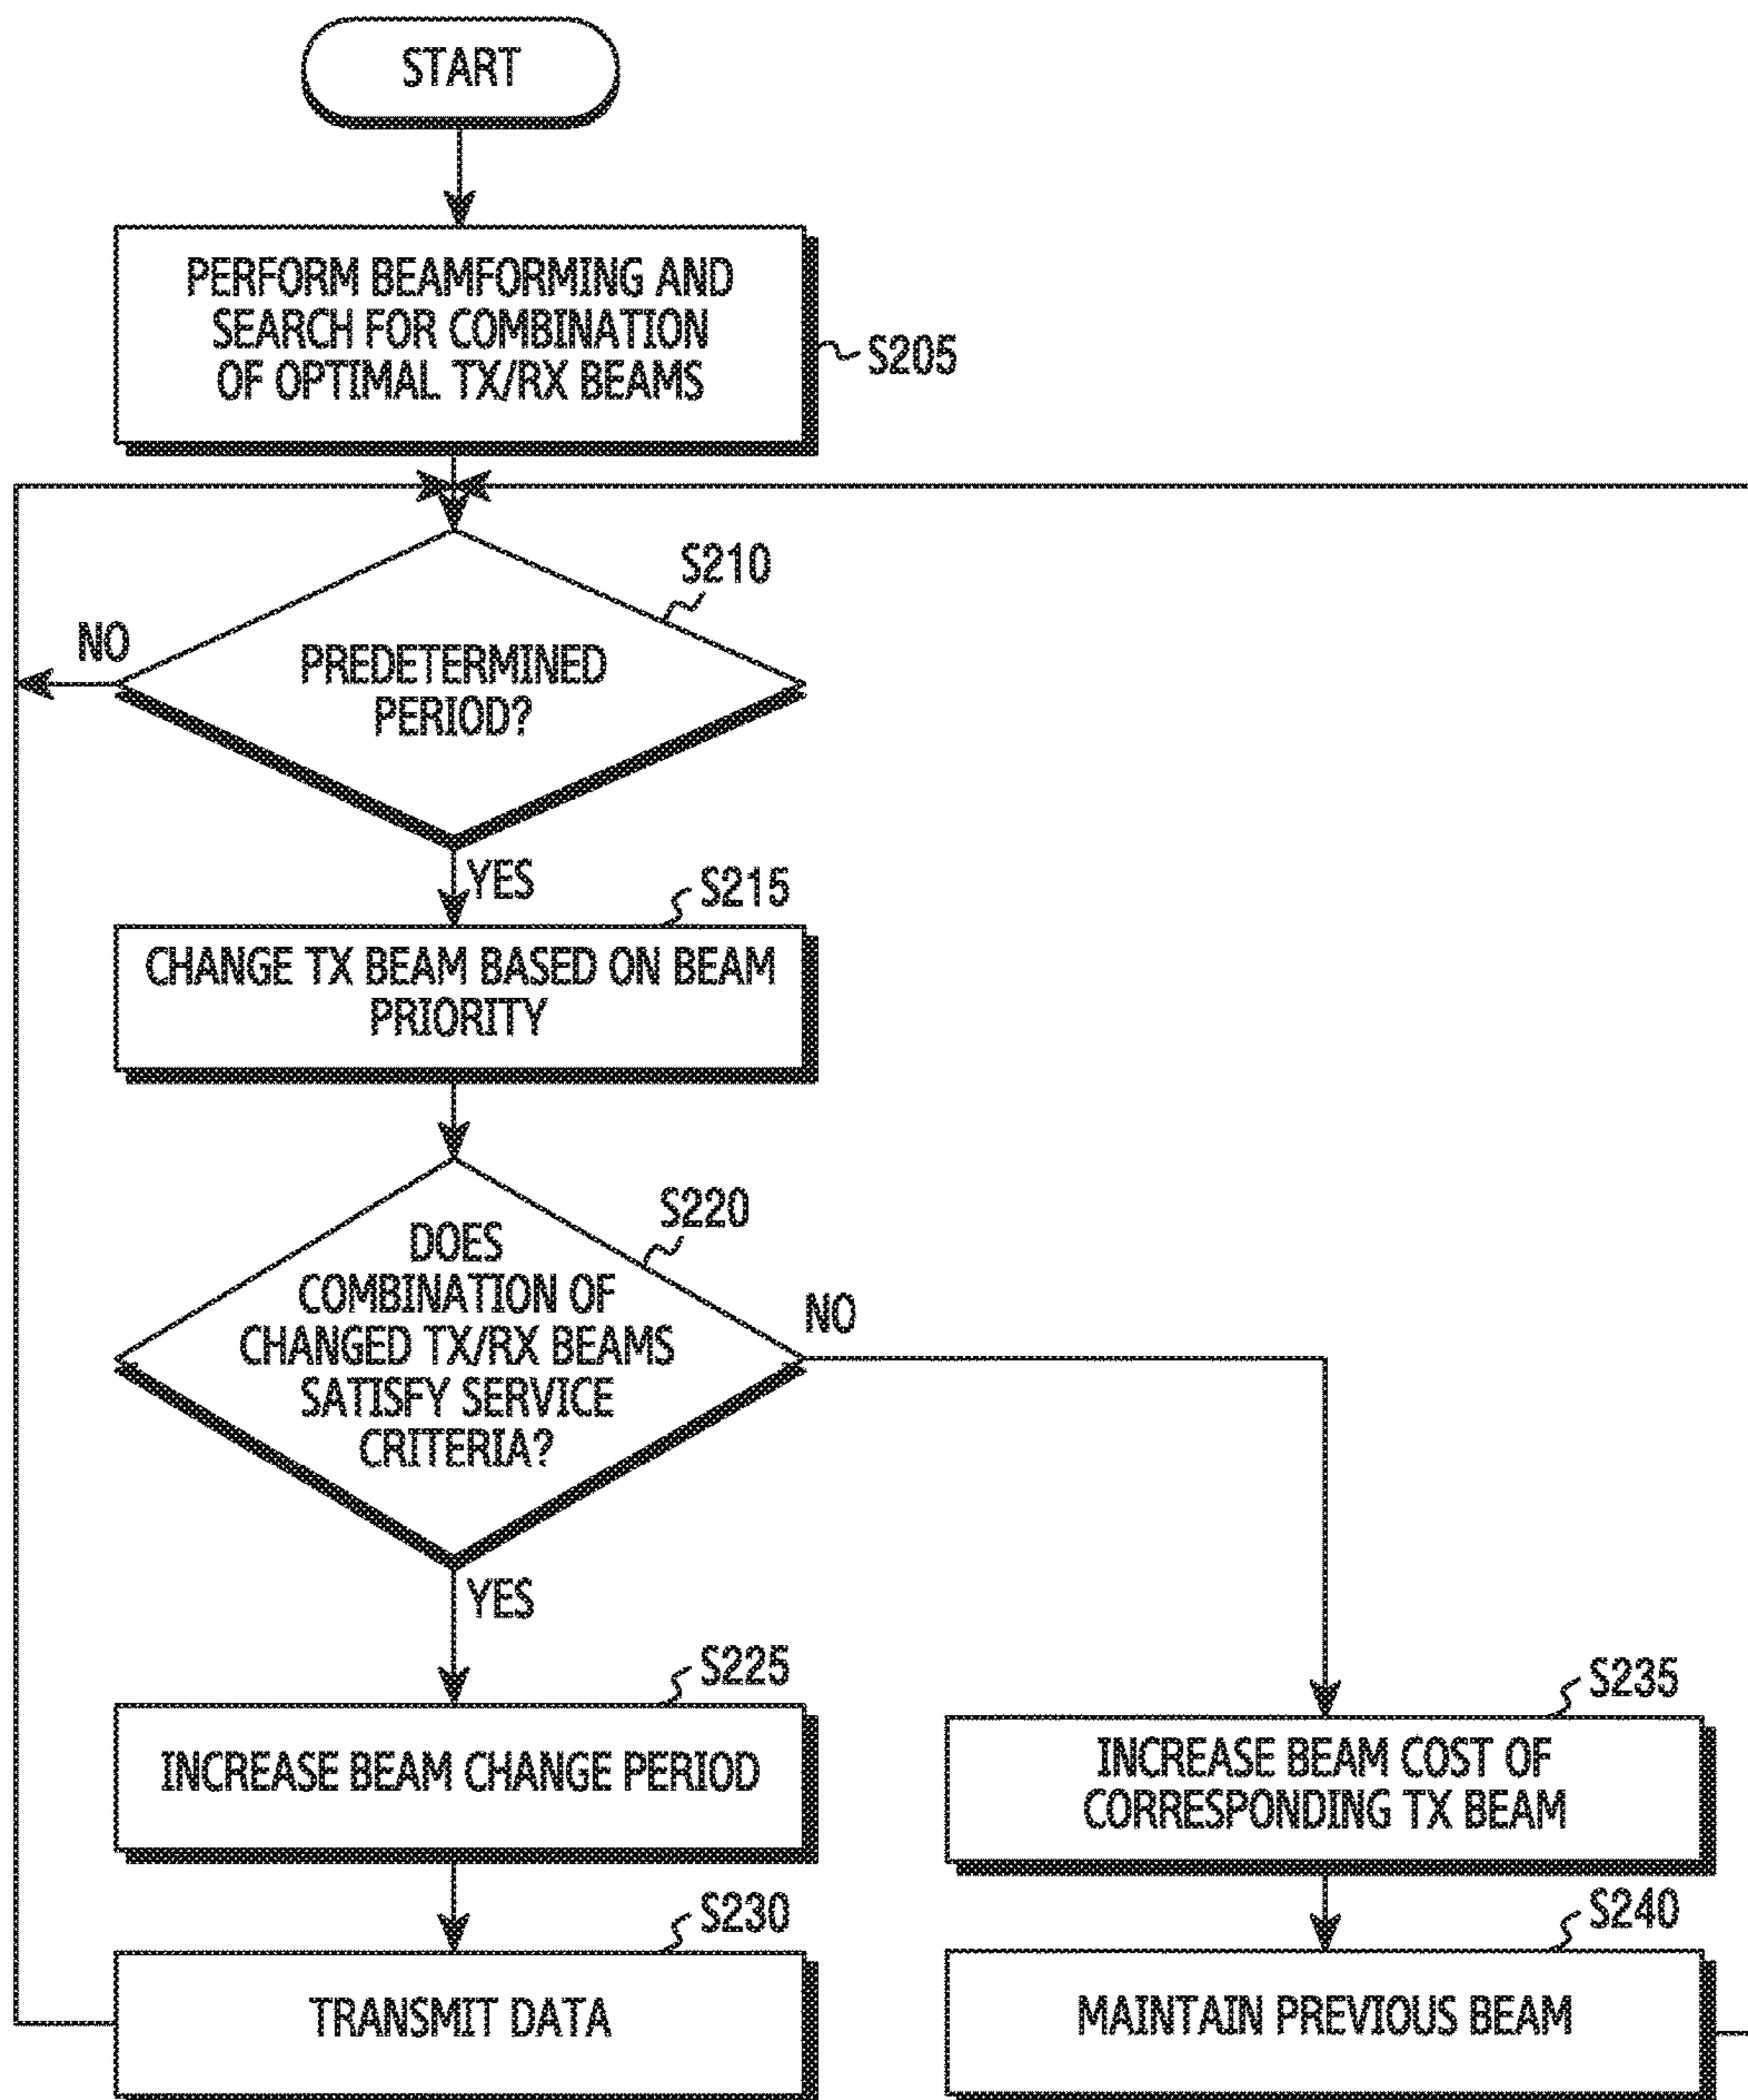 START
PERFORM BEAMFORMING AND
SEARCH FOR COMBINATION
OF OPTIMAL TX/RX BEAMS
S205
S210
NO
PREDETERMINED
PERIOD?
YES
S215
CHANGE TX BEAM BASED ON BEAM
PRIORITY
S220
DOES
COMBINATION OF
CHANGED TX/RX BEAMS
SATISFY SERVICE
CRITERIA?
NO
YES
S225
INCREASE BEAM CHANGE PERIOD
S235
INCREASE BEAM COST OF
CORRESPONDING TX BEAM
S230
TRANSMIT DATA
S240
MAINTAIN PREVIOUS BEAM